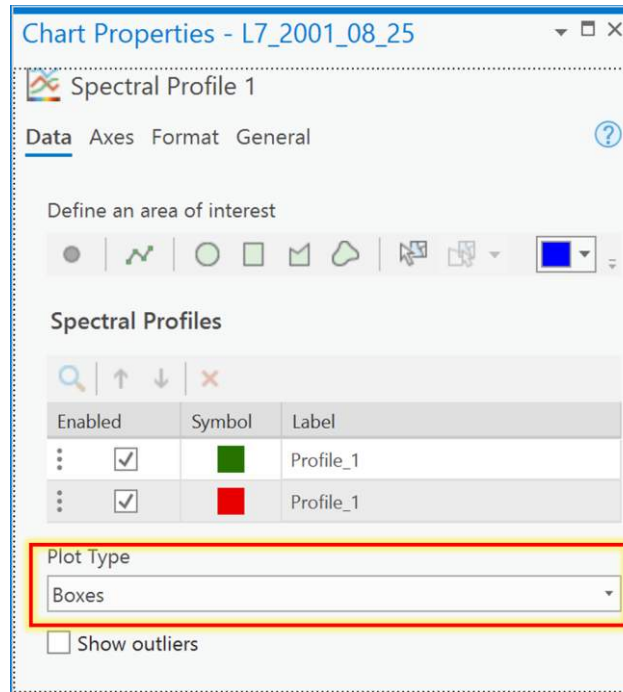 Chart Properties - L7_2001_08_25
Spectral Profile 1
Data Axes Format General
?
Define an area of interest
Spectral Profiles
Enabled Symbol Label
Profile_1
Profile_1
Plot Type
Boxes
Show outliers